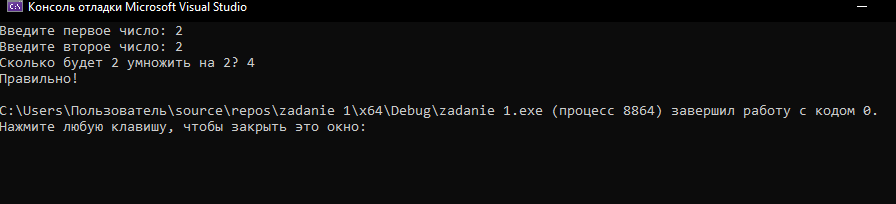 Консоль отладки Microsoft Visual Studio
Введите первое число: 2
Введите второе число: 2
Сколько будет 2 умножить на 2? 4
Правильно!
C:\Users\Пользователь\source\repos\zadanie 1\x64\Debug\zadanie 1.exe (процесс 8864) завершил работу с кодом 0.
Нажмите любую клавишу, чтобы закрыть это окно: